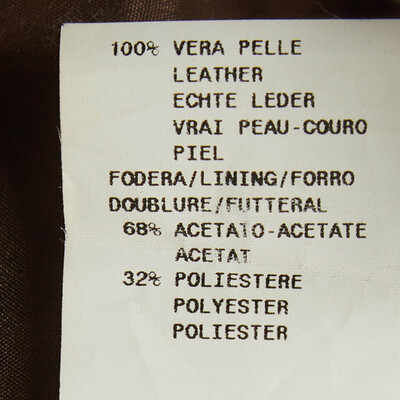 100% VERA PELLE
LEATHER
ECHTE LEDER
VRAI PEAU-COURO
PIEL
FODERA/LINING/FORRO
DOUBLURE/FUTTERAL
68% ACETATO-ACETATE
ACETAT
32% POLIESTERE
POLYESTER
POLIESTER